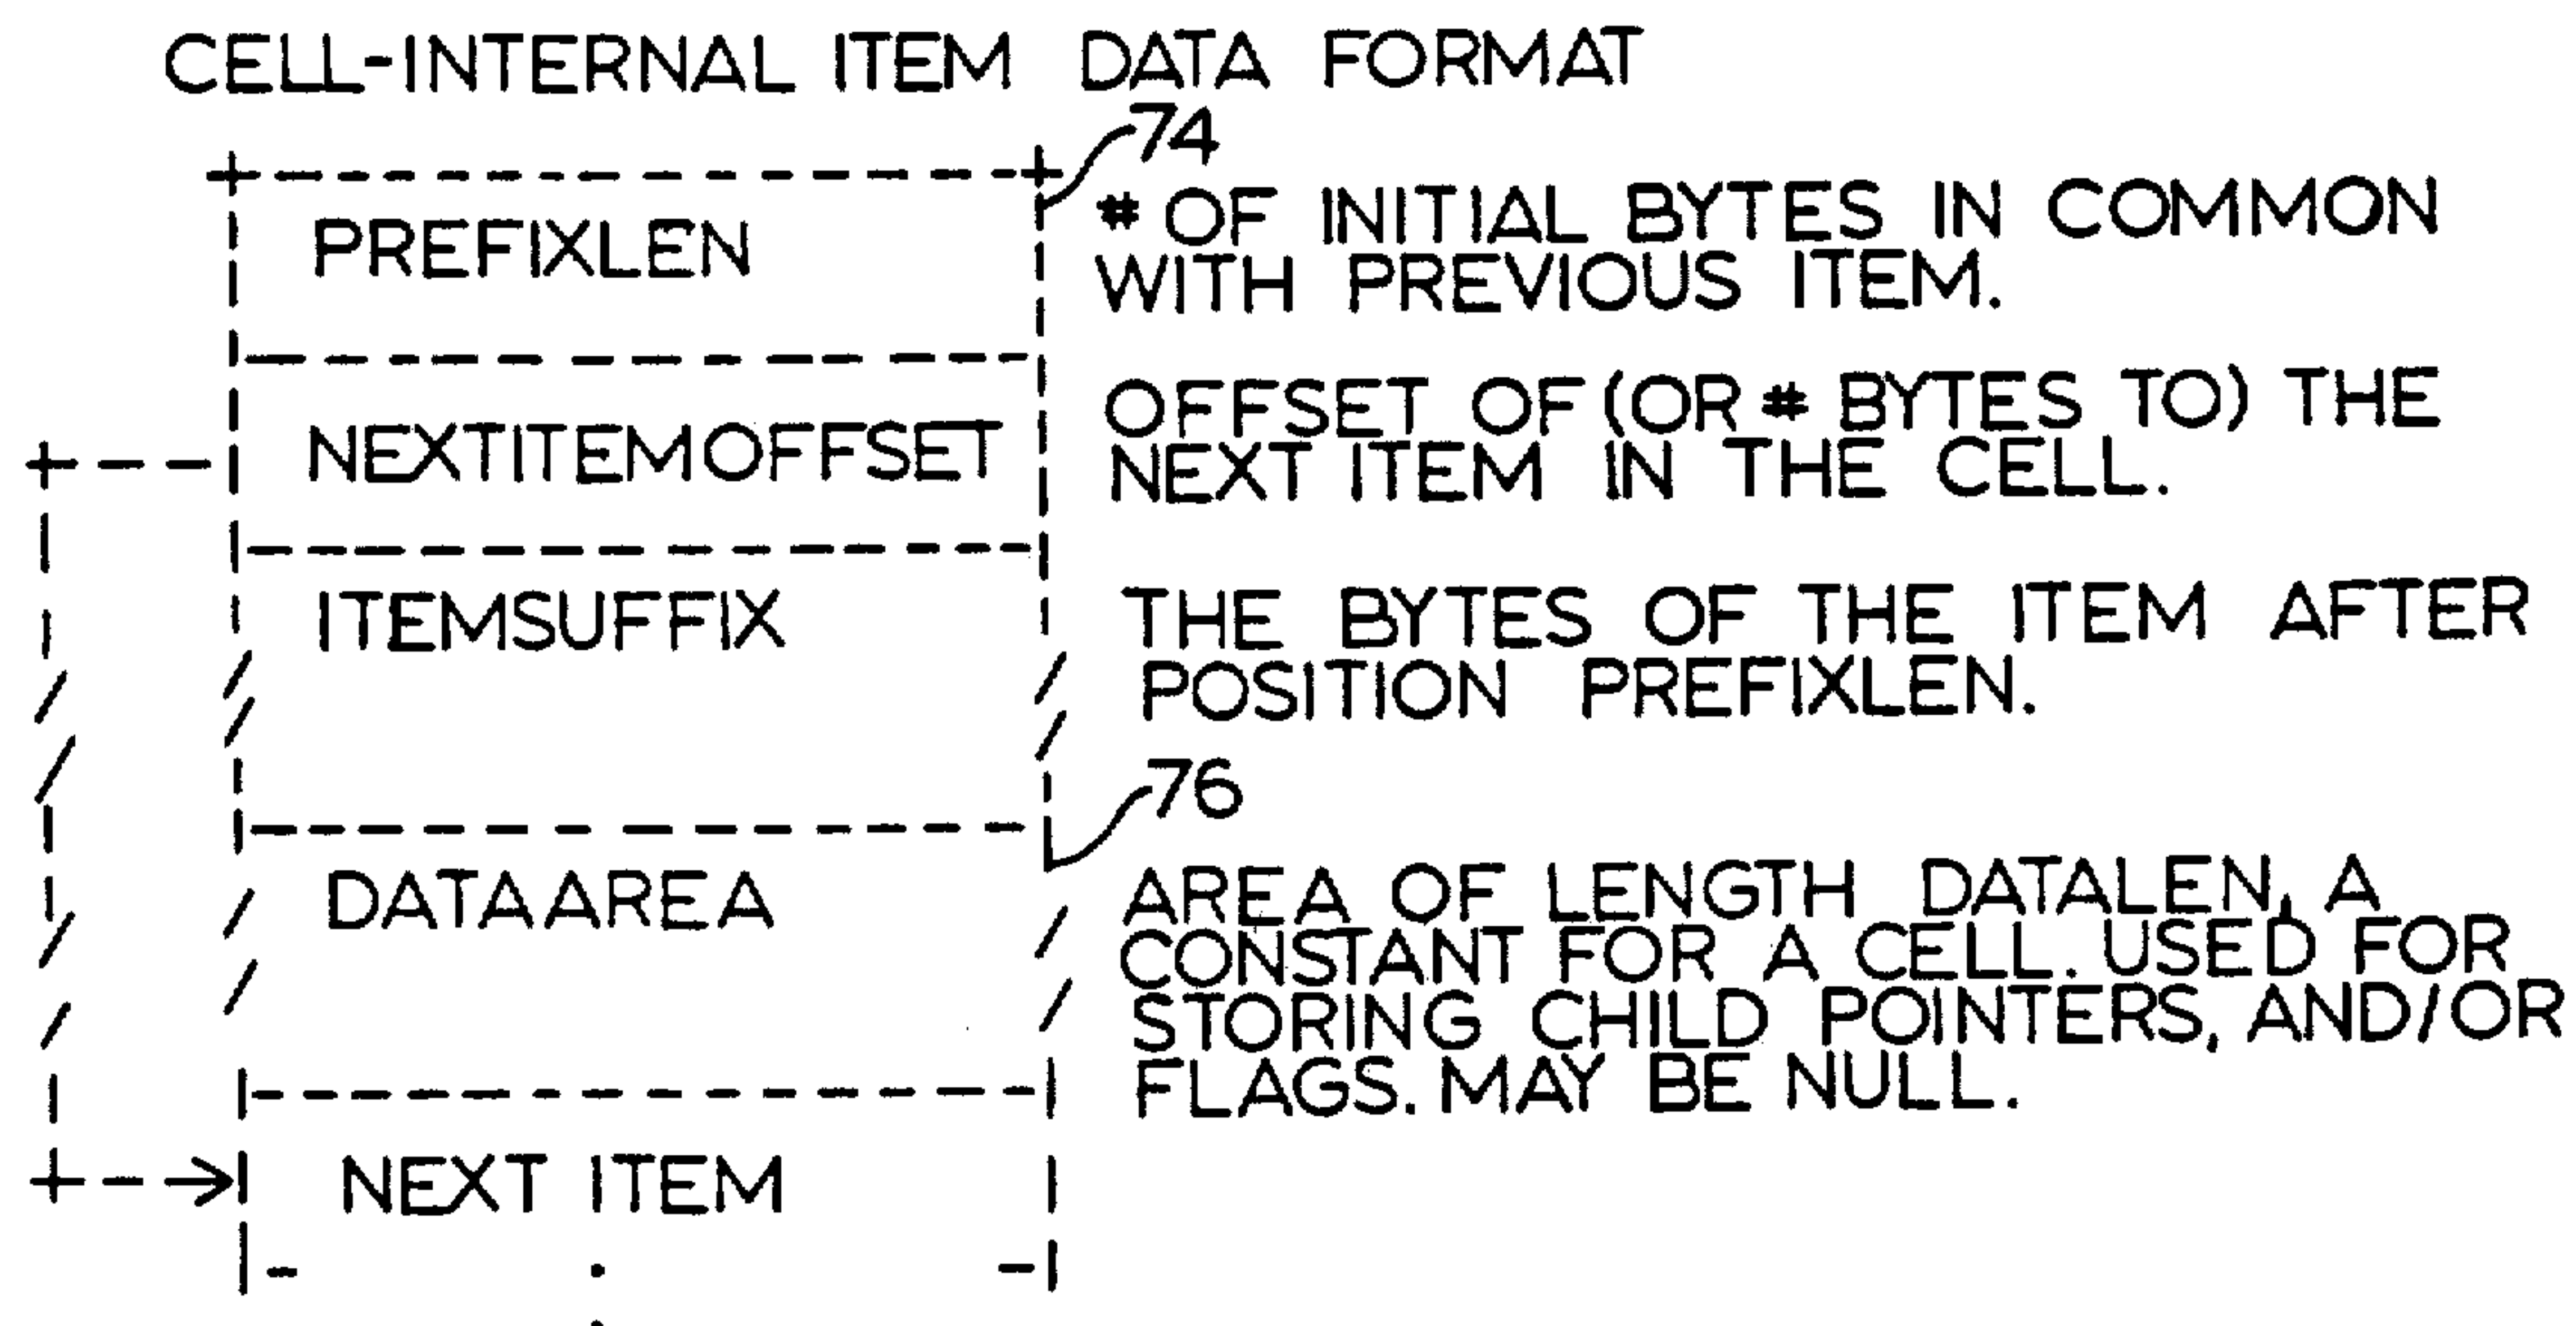 CELL-INTERNAL ITEM DATA FORMAT
74
PREFIXLEN
# OF INITIAL BYTES IN COMMON
WITH PREVIOUS ITEM.
NEXTITEMOFFSET
OFFSET OF (OR # BYTES TO) THE
NEXT ITEM IN THE CELL.
ITEMSUFFIX
THE BYTES OF THE ITEM AFTER
POSITION PREFIXLEN.
76
DATAAREA
AREA OF LENGTH DATALEN, A
CONSTANT FOR A CELL. USED FOR
STORING CHILD POINTERS, AND/OR
FLAGS. MAY BE NULL.
NEXT ITEM